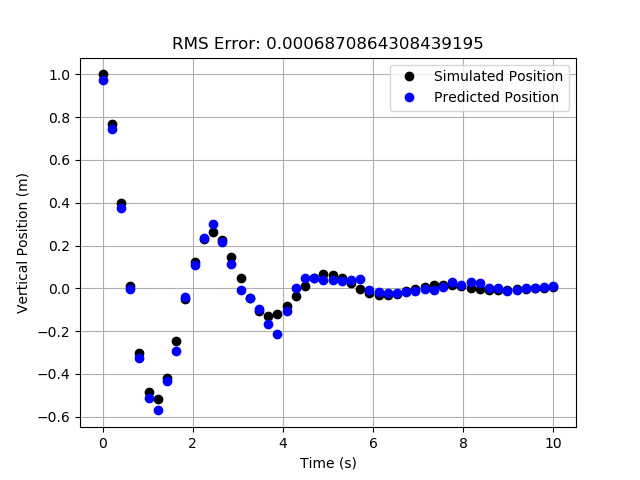 RMS Error: 0.0006870864308439195
Simulated Position
Predicted Position
Vertical Position (m)
1.0
0.8
0.6
0.4
0.2
0.0
−0.2
−0.4
−0.6
0 2 4 6 8 10
Time (s)